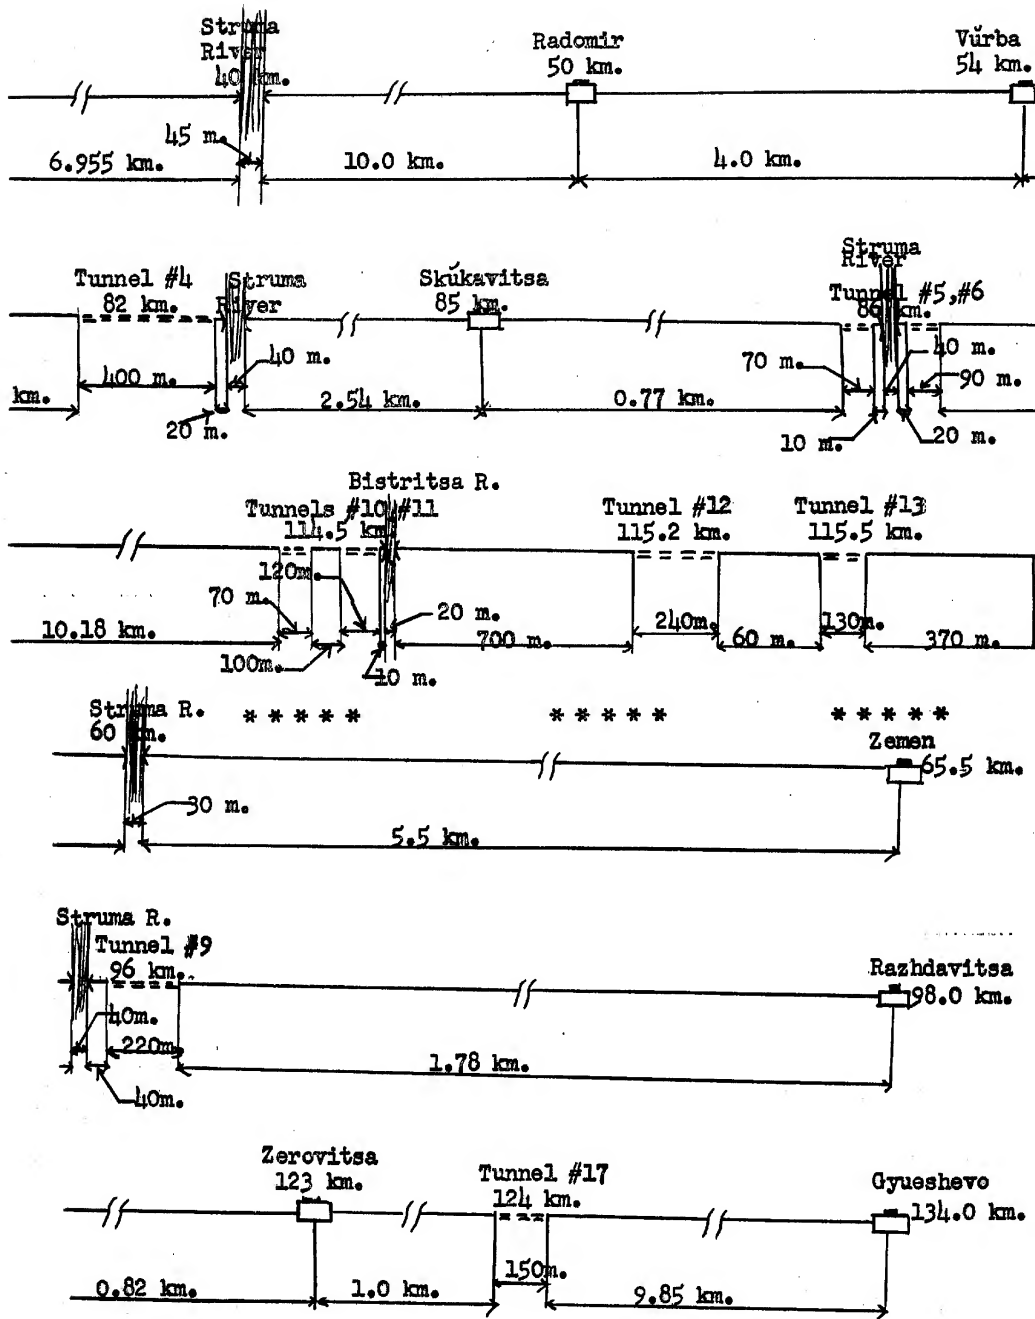 Struma
River
40 km.
Radomir
50 km.
Vŭrba
54 km.
45 m.
6.955 km.
10.0 km.
4.0 km.
Tunnel #4
82 km.
Struma
River
Skŭkavitsa
85 km.
Struma
River
Tunnel #5,#6
86 km.
40 m.
70 m.
40 m.
km.
400 m.
2.54 km.
0.77 km.
90 m.
20 m.
10 m.
20 m.
Bistritsa R.
Tunnels #10 #11
114.5 km
Tunnel #12
115.2 km.
Tunnel #13
115.5 km.
120m.
70 m.
20 m.
10.18 km.
700 m.
240m.
60 m.
130m.
370 m.
100m.
10 m.
Struma R.
60 km.
* * * * *
* * * * *
* * * * *
Zemen
65.5 km.
30 m.
5.5 km.
Struma R.
Tunnel #9
96 km.
Razhdavitsa
98.0 km.
40m.
220m
1.78 km.
40m.
Zerovitsa
123 km.
Tunnel #17
124 km.
Gyueshevo
134.0 km.
0.82 km.
1.0 km.
150m.
9.85 km.